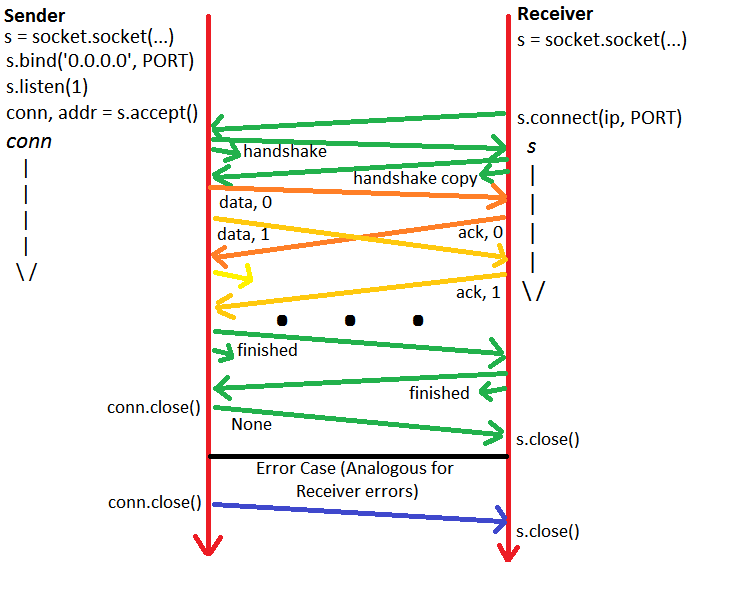 Sender
s = socket.socket(...)
s.bind('0.0.0.0', PORT)
s.listen(1)
conn, addr = s.accept()
conn
Receiver
s = socket.socket(...)
s.connect(ip, PORT)
s
handshake
handshake copy
data, 0
ack, 0
data, 1
ack, 1
finished
finished
conn.close()
None
s.close()
Error Case (Analogous for
Receiver errors)
conn.close()
s.close()